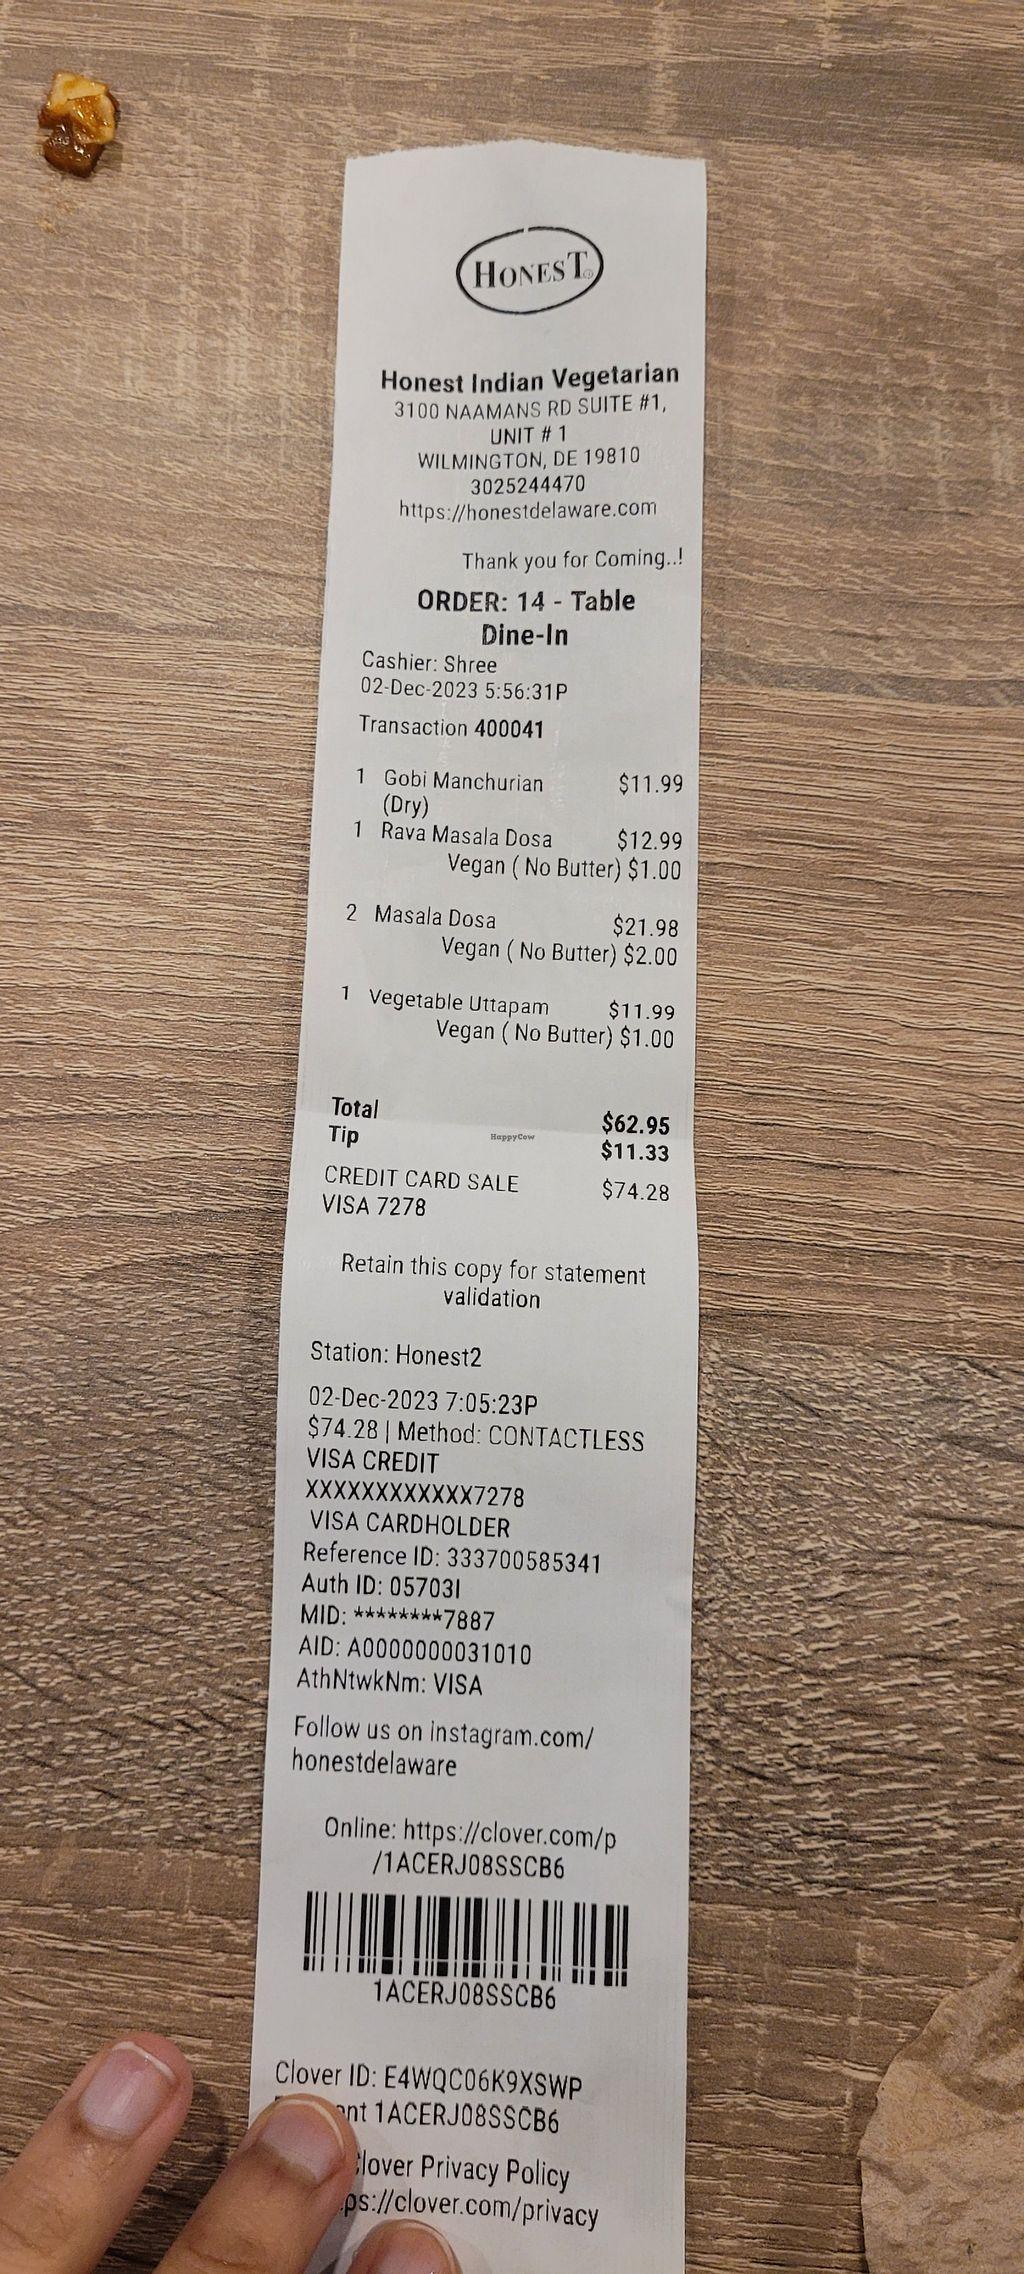 HONEST
Honest Indian Vegetarian
3100 NAAMANS RD SUITE #1,
UNIT # 1
WILMINGTON, DE 19810
3025244470
https://honestdelaware.com
Thank you for Coming..!
ORDER: 14 - Table
Dine-In
Cashier: Shree
02-Dec-2023 5:56:31P
Transaction 400041
1 Gobi Manchurian $11.99
(Dry)
1 Rava Masala Dosa $12.99
Vegan ( No Butter) $1.00
2 Masala Dosa $21.98
Vegan ( No Butter) $2.00
1 Vegetable Uttapam $11.99
Vegan ( No Butter) $1.00
Total $62.95
Tip $11.33
HappyCow
CREDIT CARD SALE $74.28
VISA 7278
Retain this copy for statement
validation
Station: Honest2
02-Dec-2023 7:05:23P
$74.28 | Method: CONTACTLESS
VISA CREDIT
XXXXXXXXXXXX7278
VISA CARDHOLDER
Reference ID: 333700585341
Auth ID: 05703I
MID: ********7887
AID: A0000000031010
AthNtwkNm: VISA
Follow us on instagram.com/
honestdelaware
Online: https://clover.com/p
/1ACERJ08SSCB6
1ACERJ08SSCB6
Clover ID: E4WQC06K9XSWP
1ACERJ08SSCB6
Clover Privacy Policy
ps://clover.com/privacy